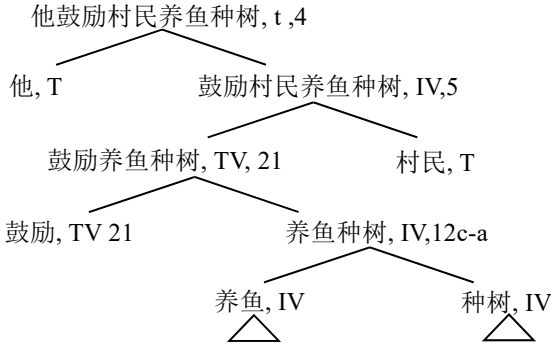 他鼓励村民养鱼种树, t ,4
他, T 鼓励村民养鱼种树, IV,5
鼓励养鱼种树, TV, 21 村民, T
鼓励, TV 21 养鱼种树, IV,12c-a
养鱼, IV 种树, IV